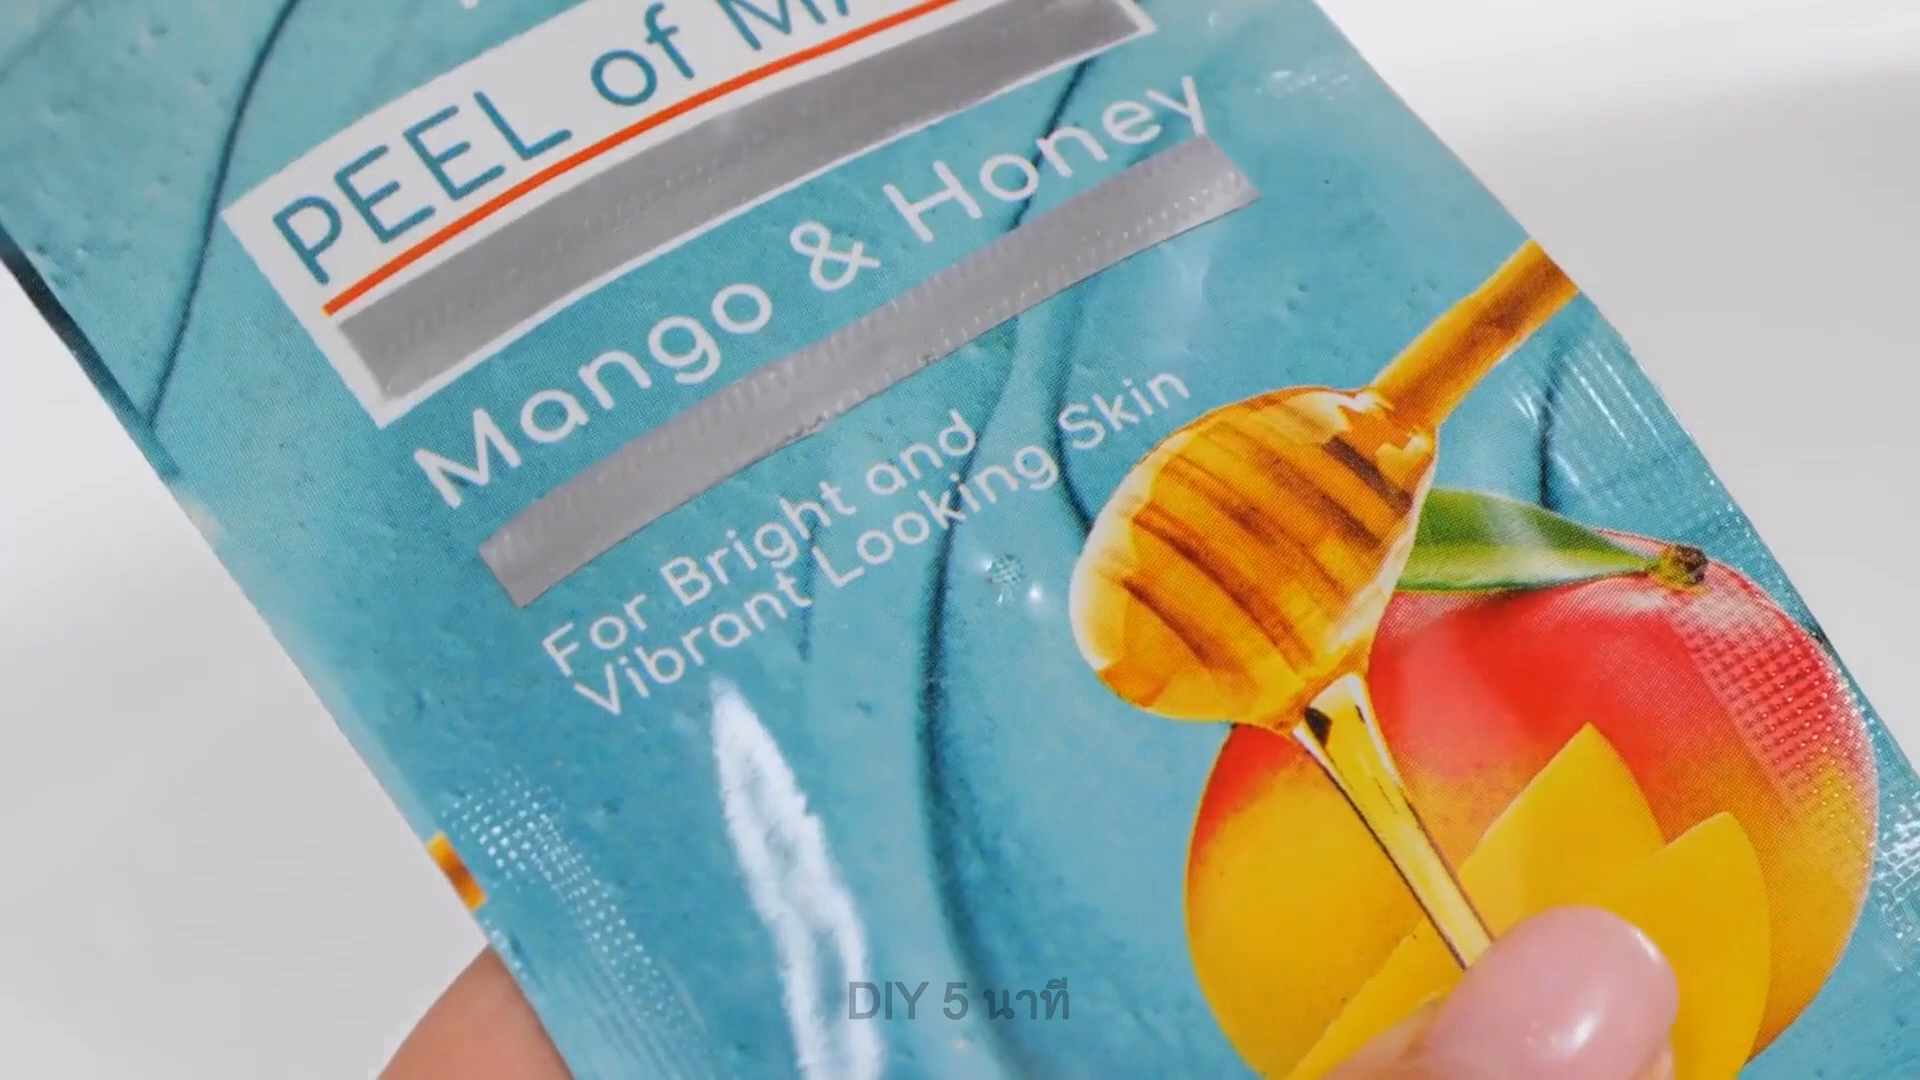 PEEL of
Mango & Honey
For Bright and
Vibrant Looking Skin
DIY 5 นาที